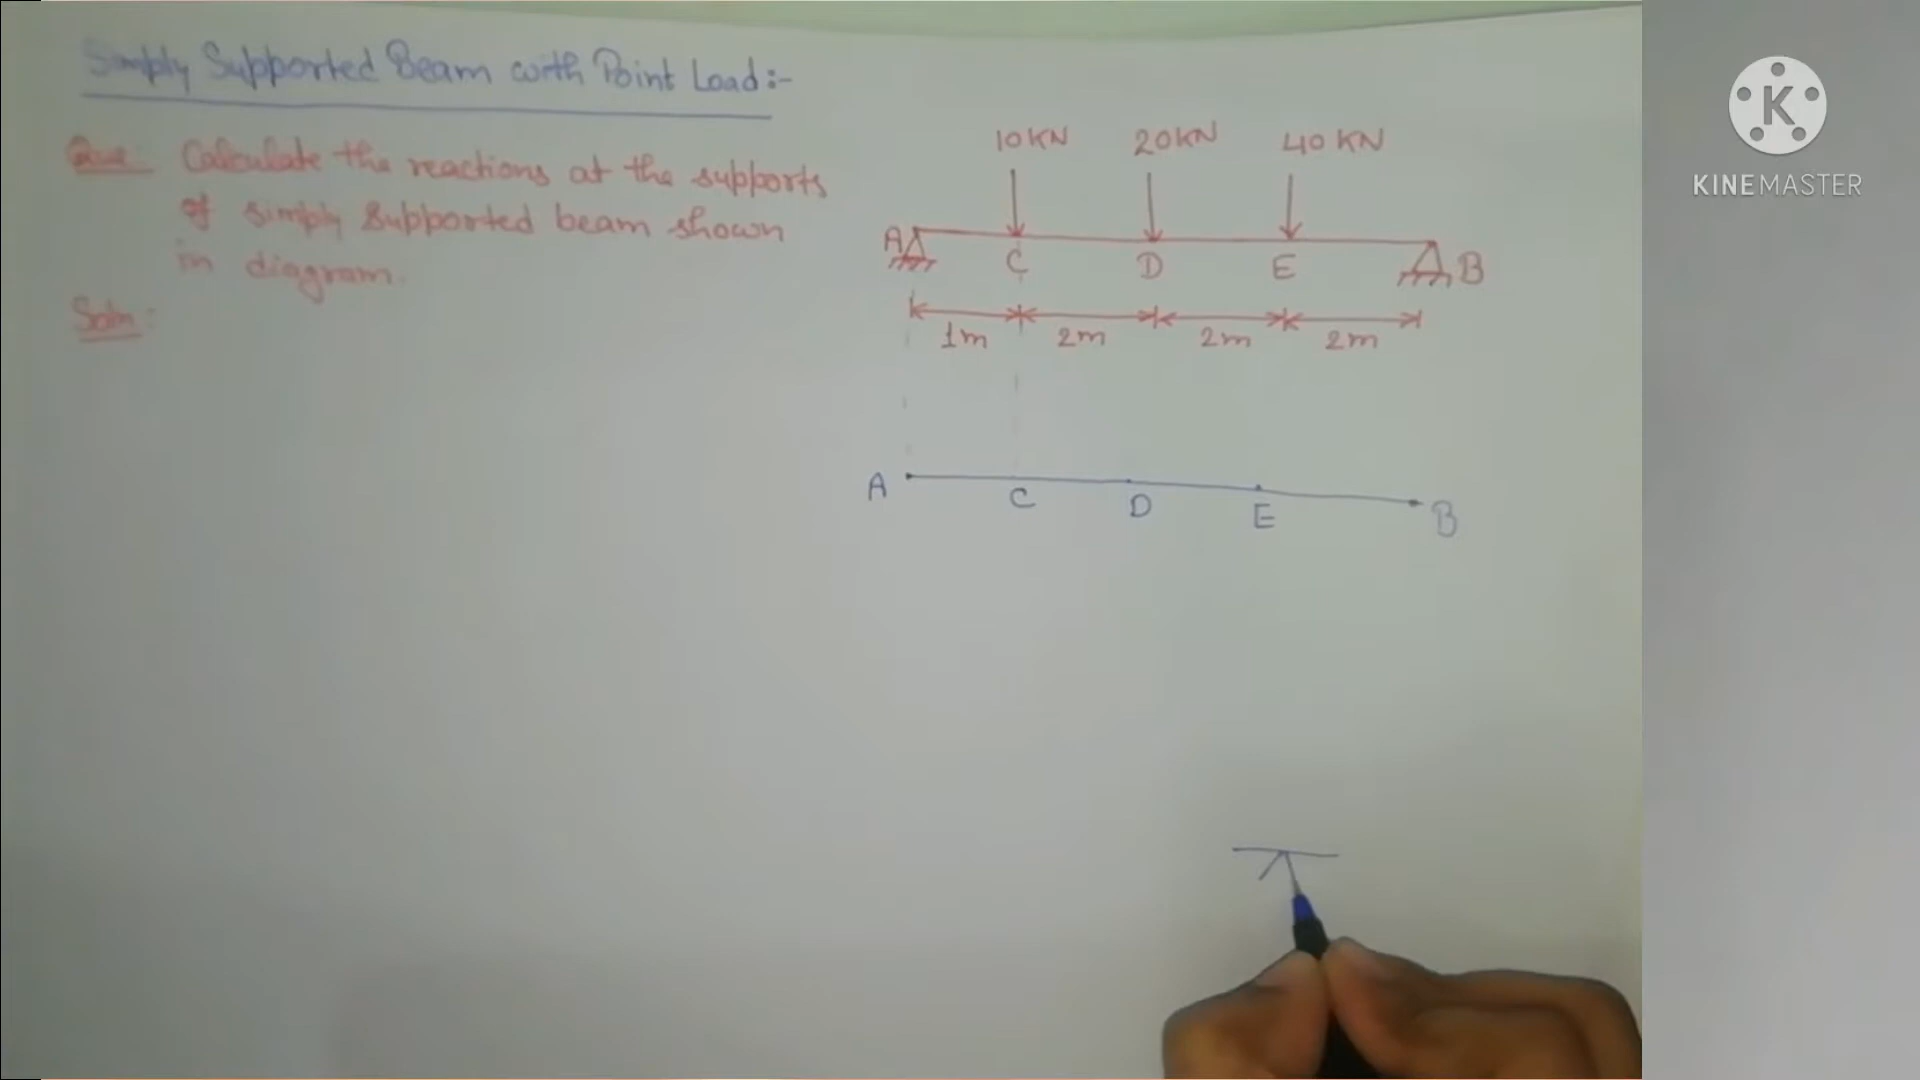 Simply Supported Beam with Point Load:-
Que: Calculate the reactions at the supports
of simply supported beam shown
in diagram.
Soln:
10KN 20KN 40KN
A C D E B
1m 2m 2m 2m
A C D E B
K
KINEMASTER